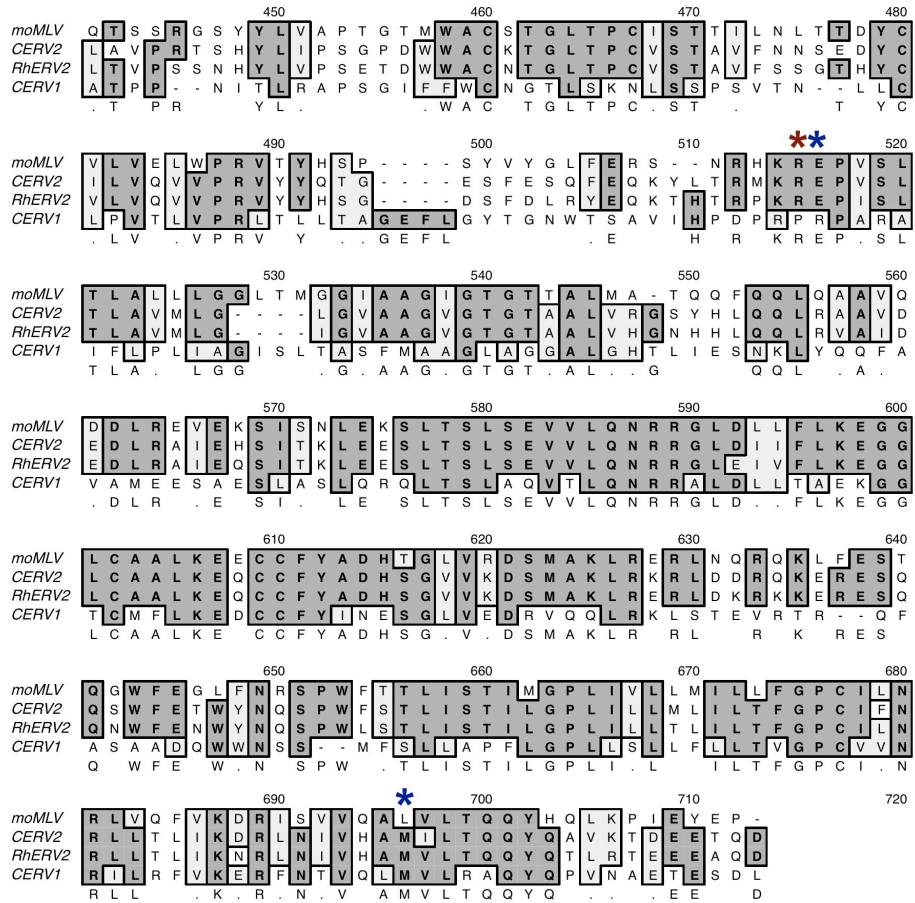 450 460 470 480
moMLV Q T S S R G S Y Y L V A P T G T M W A C S T G L T P C I S T T I L N L T T D Y C
CERV2 L A V P R T S H Y L I P S G P D W W A C K T G L T P C V S T A V F N N S E D Y C
RhERV2 L T V P S S N H Y L V P S E T D W W A C N T G L T P C V S T A V F S S G T H Y C
CERV1 A T P P - - N I T L R A P S G I F F W C N G T L S K N L S S P S V T N - - L L C
. T P R Y L . . W A C T G L T P C . S T . T Y C
* *
490 500 510 520
moMLV V L V E L W P R V T Y H S P - - - - S Y V Y G L F E R S - - N R H K R E P V S L
CERV2 I L V Q V V P R V Y Y Q T G - - - - E S F E S Q F E Q K Y L T R M K R E P V S L
RhERV2 V L V Q V V P R V Y Y H S G - - - - D S F D L R Y E Q K T H T R P K R E P I S L
CERV1 L P V T L V P R L T L L T A G E F L G Y T G N W T S A V I H P D P R P R P A R A
. L V . V P R V Y . . G E F L . E H R K R E P . S L
530 540 550 560
moMLV T L A L L L G G L T M G G I A A G I G T G T T A L M A - T Q Q F Q Q L Q A A V Q
CERV2 T L A V M L G - - - - L G V A A G V G T G T A A L V R G S Y H L Q Q L R A A V D
RhERV2 T L A V M L G - - - - I G V A A G V G T G T A A L V H G N H H L Q Q L R V A I D
CERV1 I F L P L I A G I S L T A S F M A A G L A G G A L G H T L I E S N K L Y Q Q F A
T L A . L G G . G . A A G . G T G T . A L . . G Q Q L . A .
570 580 590 600
moMLV D D L R E V E K S I S N L E K S L T S L S E V V L Q N R R G L D L L F L K E G G
CERV2 E D L R A I E H S I T K L E E S L T S L S E V V L Q N R R G L D I I F L K E G G
RhERV2 E D L R A I E Q S I T K L E E S L T S L S E V V L Q N R R G L E I V F L K E G G
CERV1 V A M E E S A E S L A S L Q R Q L T S L A Q V T L Q N R R A L D L L T A E K G G
. D L R . E S I . L E S L T S L S E V V L Q N R R G L D . . F L K E G G
610 620 630 640
moMLV L C A A L K E E C C F Y A D H T G L V R D S M A K L R E R L N Q R Q K L F E S Q
CERV2 L C A A L K E Q C C F Y A D H S G V V K D S M A K L R K R L D D R Q K E R E S Q
RhERV2 L C A A L K E Q C C F Y A D H S G V V K D S M A K L R E R L D K R Q K E R E S Q
CERV1 T C M F L K E D C C F Y I N E S G L V E D R V Q Q L R K L S T E V R T R - - Q F
L C A A L K E C C F Y A D H S G . V . D S M A K L R R L R K R E S
650 660 670 680
moMLV Q G W F E G L F N R S P W F T T L I S T I M G P L I V L L M I L L F G P C I L N
CERV2 Q S W F E T W Y N Q S P W F S T L I S T I L G P L I L L M L I L T F G P C I F N
RhERV2 Q N W F E N W Y N Q S P W L S T L I S T I L G P L I L L T L I L T F G P C I L N
CERV1 A S A A D Q W W N S S - - M F S L L A P F L G P L L S L L F L L T V G P C V V N
Q W F E W . N S P W . T L I S T I L G P L I . L I L T F G P C I . N
*
690 700 710 720
moMLV R L V Q F V K D R I S V V Q A L V L T Q Q Y H Q L K P I E Y E P -
CERV2 R L L T L I K D R L N I V H A M I L T Q Q Y Q A V K T D E E T Q D
RhERV2 R L L T L I K N R L N I V H A M V L T Q Q Y Q T L R T E E E A Q D
CERV1 R I L R F V K E R F N T V Q L M V L R A Q Y Q P V N A E T E S D L
R L L . K . R . N . V A M V L T Q Q Y Q . . . E E D